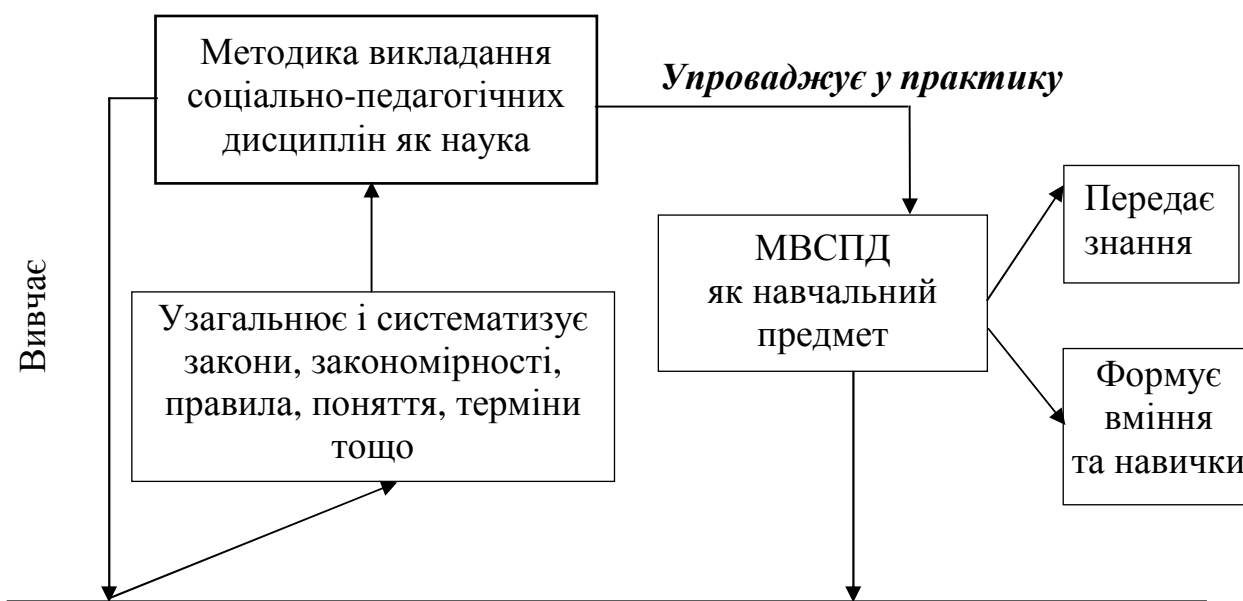 Методика викладання
соціально-педагогічних
дисциплін як наука
Упроваджує у практику
Передає
знання
МВСПД
як навчальний
предмет
Вивчає
Узагальнює і систематизує
закони, закономірності,
правила, поняття, терміни
тощо
Формує
вміння
та навички